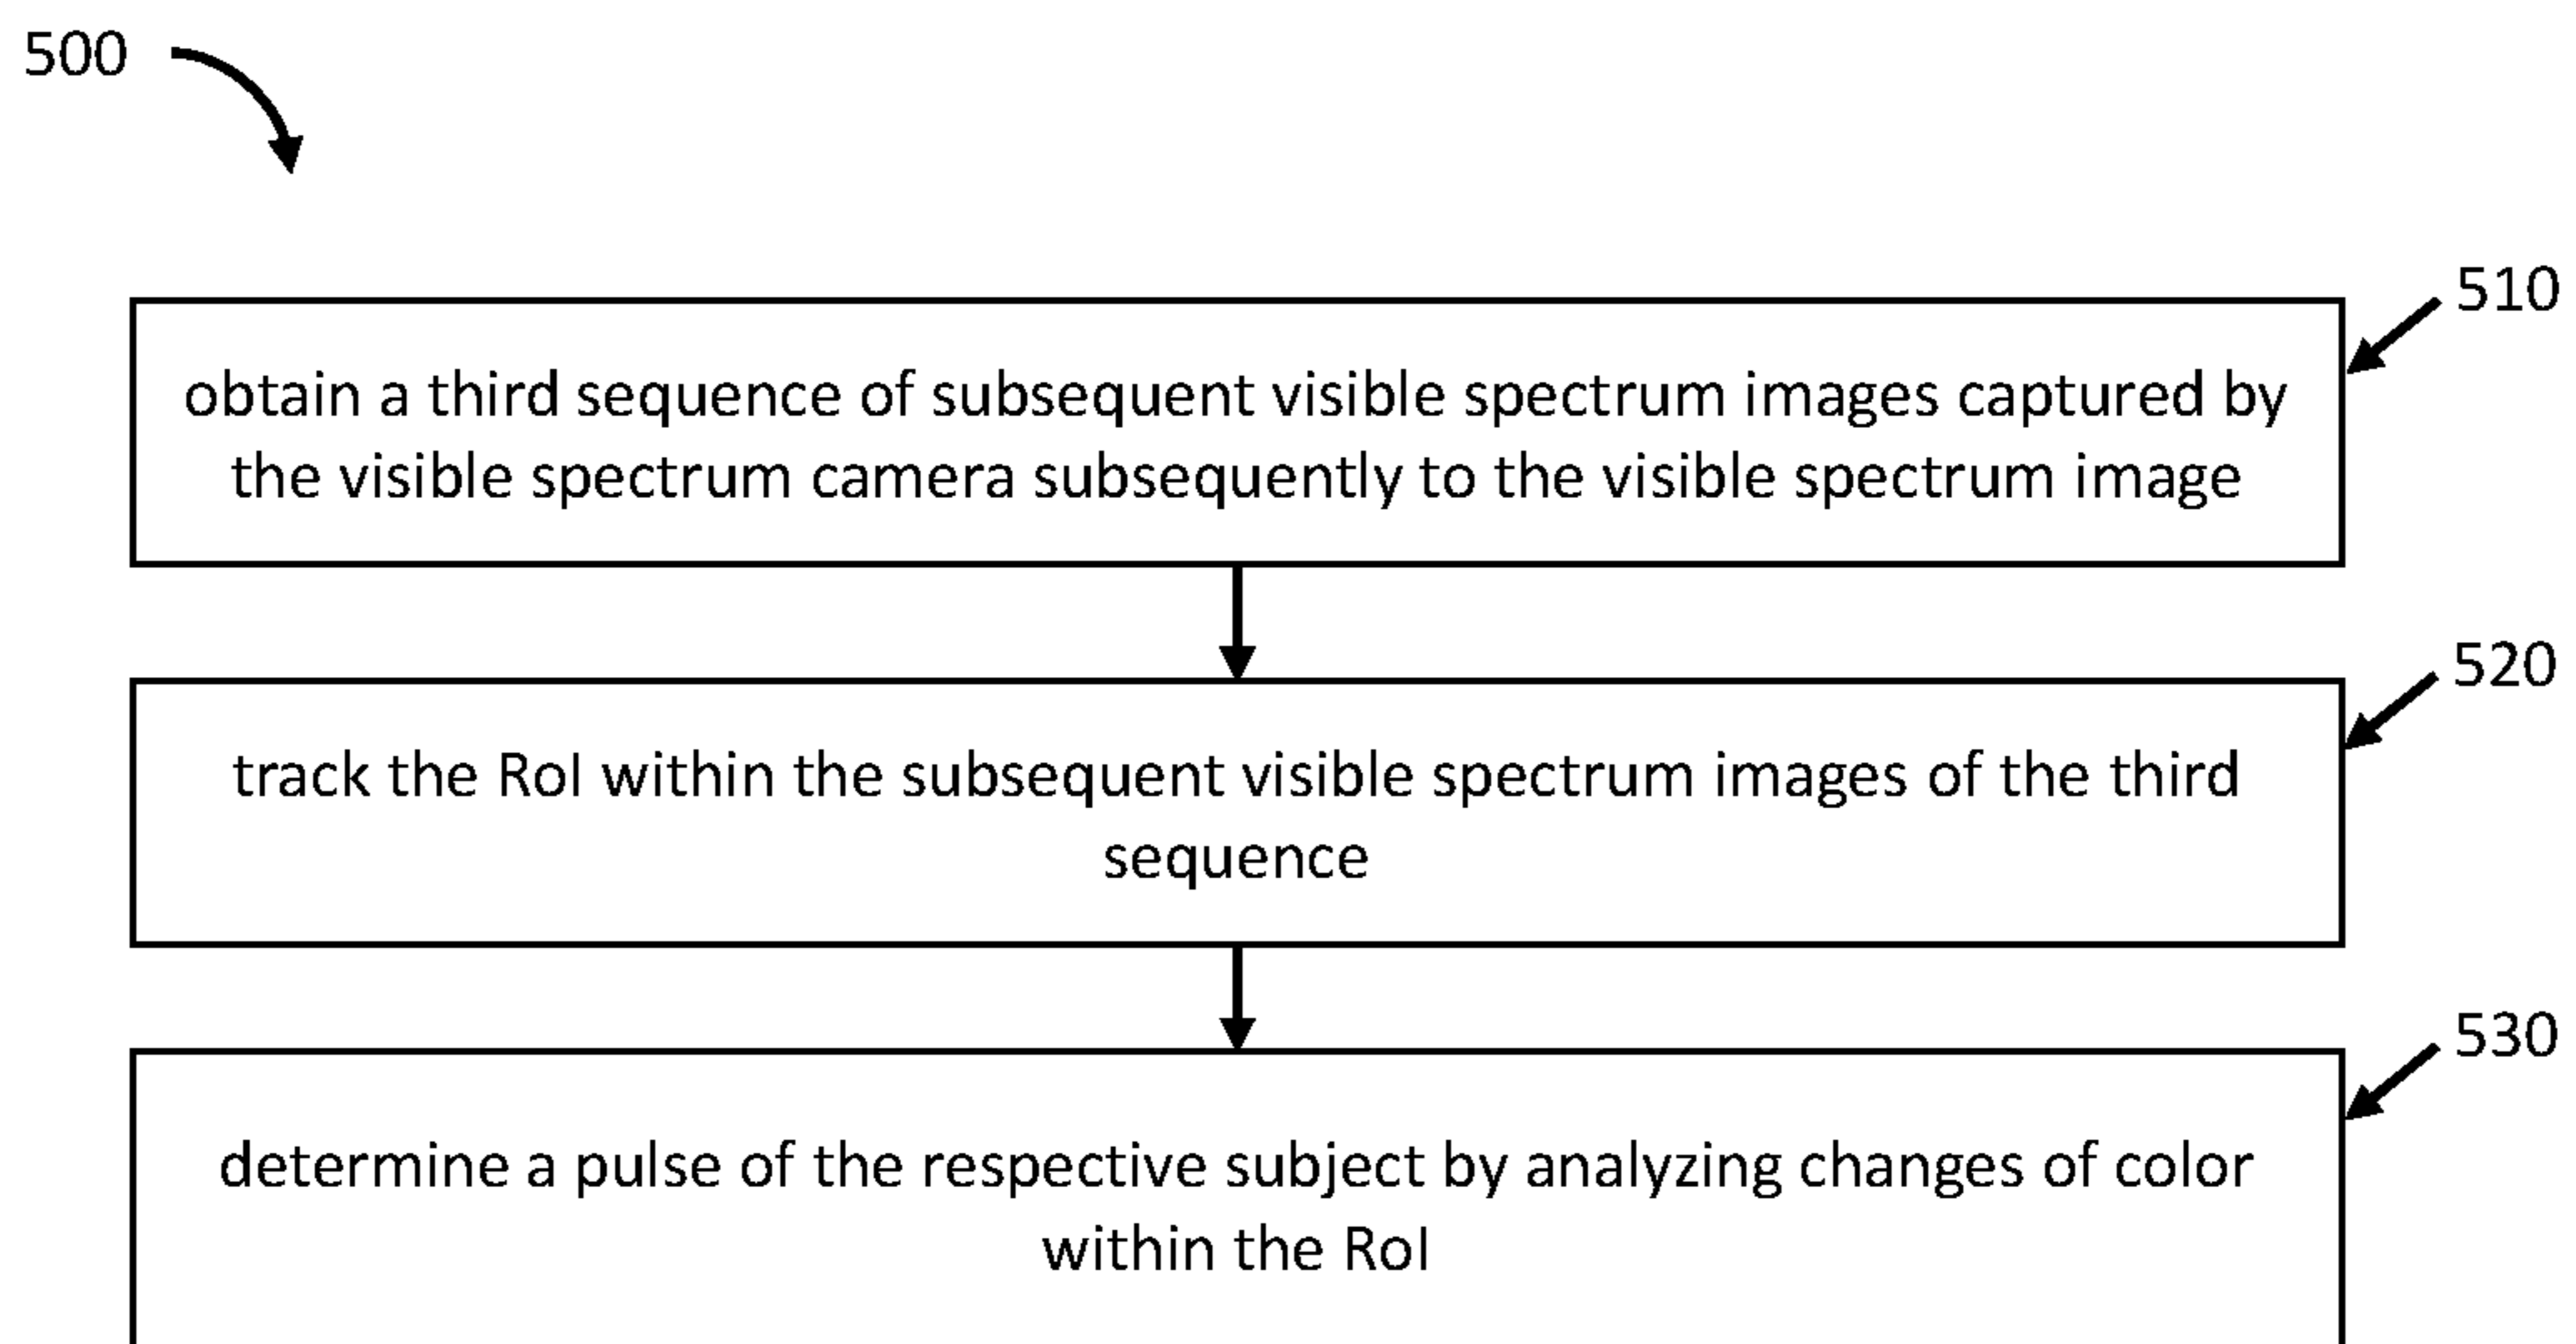 500
510
obtain a third sequence of subsequent visible spectrum images captured by
the visible spectrum camera subsequently to the visible spectrum image
520
track the RoI within the subsequent visible spectrum images of the third
sequence
530
determine a pulse of the respective subject by analyzing changes of color
within the RoI